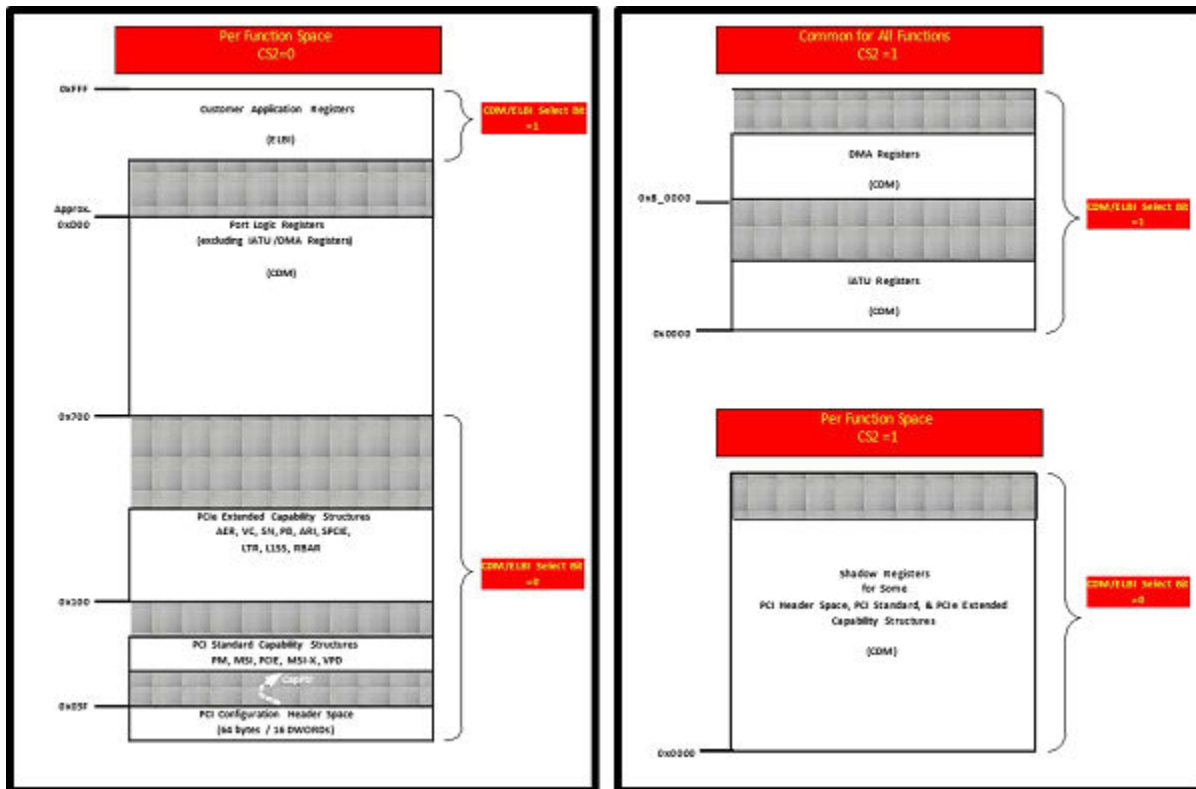 Per Function Space
CS2=0
0xFFF
Customer Application Registers
(ELBI)
CDM/ELBI Select Bit
=1
Approx.
0xD00
Port Logic Registers
(excluding iATU/DMA Registers)
(CDM)
0x700
PCIe Extended Capability Structures
AER, VC, SN, PB, ARI, SPCIE,
LTR, L1SS, RBAR
CDM/ELBI Select Bit
=0
0x100
PCI Standard Capability Structures
PM, MSI, PCIE, MSI-X, VPD
CapPtr
0x03F
PCI Configuration Header Space
(64 bytes / 16 DWORDs)
Common for All Functions
CS2 =1
DMA Registers
(CDM)
0x8_0000
CDM/ELBI Select Bit
=1
iATU Registers
(CDM)
0x0000
Per Function Space
CS2 =1
Shadow Registers
for Some
PCI Header Space, PCI Standard, & PCIe Extended
Capability Structures
(CDM)
CDM/ELBI Select Bit
=0
0x0000